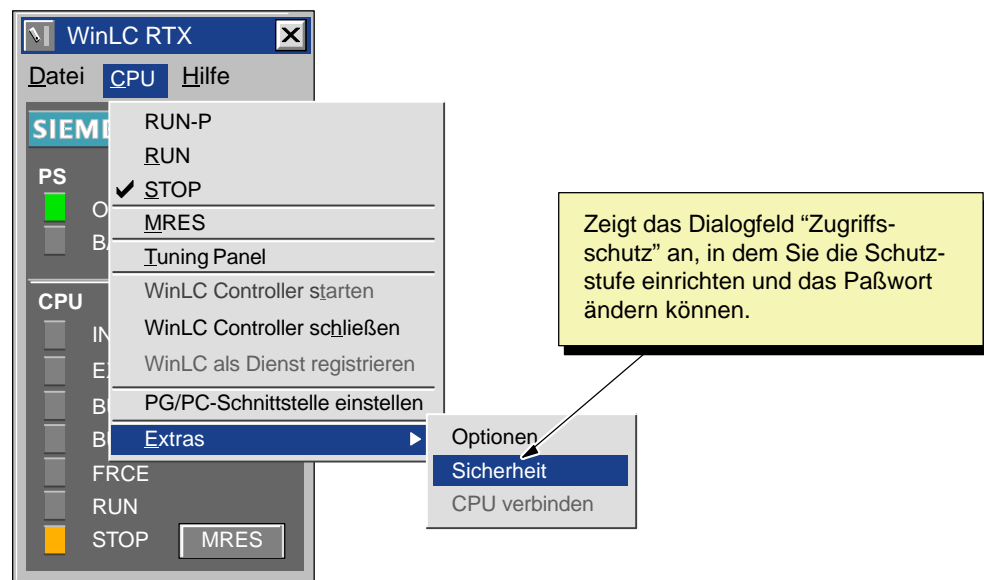 WinLC RTX
Datei CPU Hilfe
SIEM
RUN-P
RUN
STOP
MRES
Tuning Panel
WinLC Controller starten
WinLC Controller schließen
WinLC als Dienst registrieren
PG/PC-Schnittstelle einstellen
Extras
Optionen
Sicherheit
CPU verbinden
PS
O
B
CPU
IN
E
B
B
FRCE
RUN
STOP MRES
Zeigt das Dialogfeld “Zugriffs-
schutz” an, in dem Sie die Schutz-
stufe einrichten und das Paßwort
ändern können.